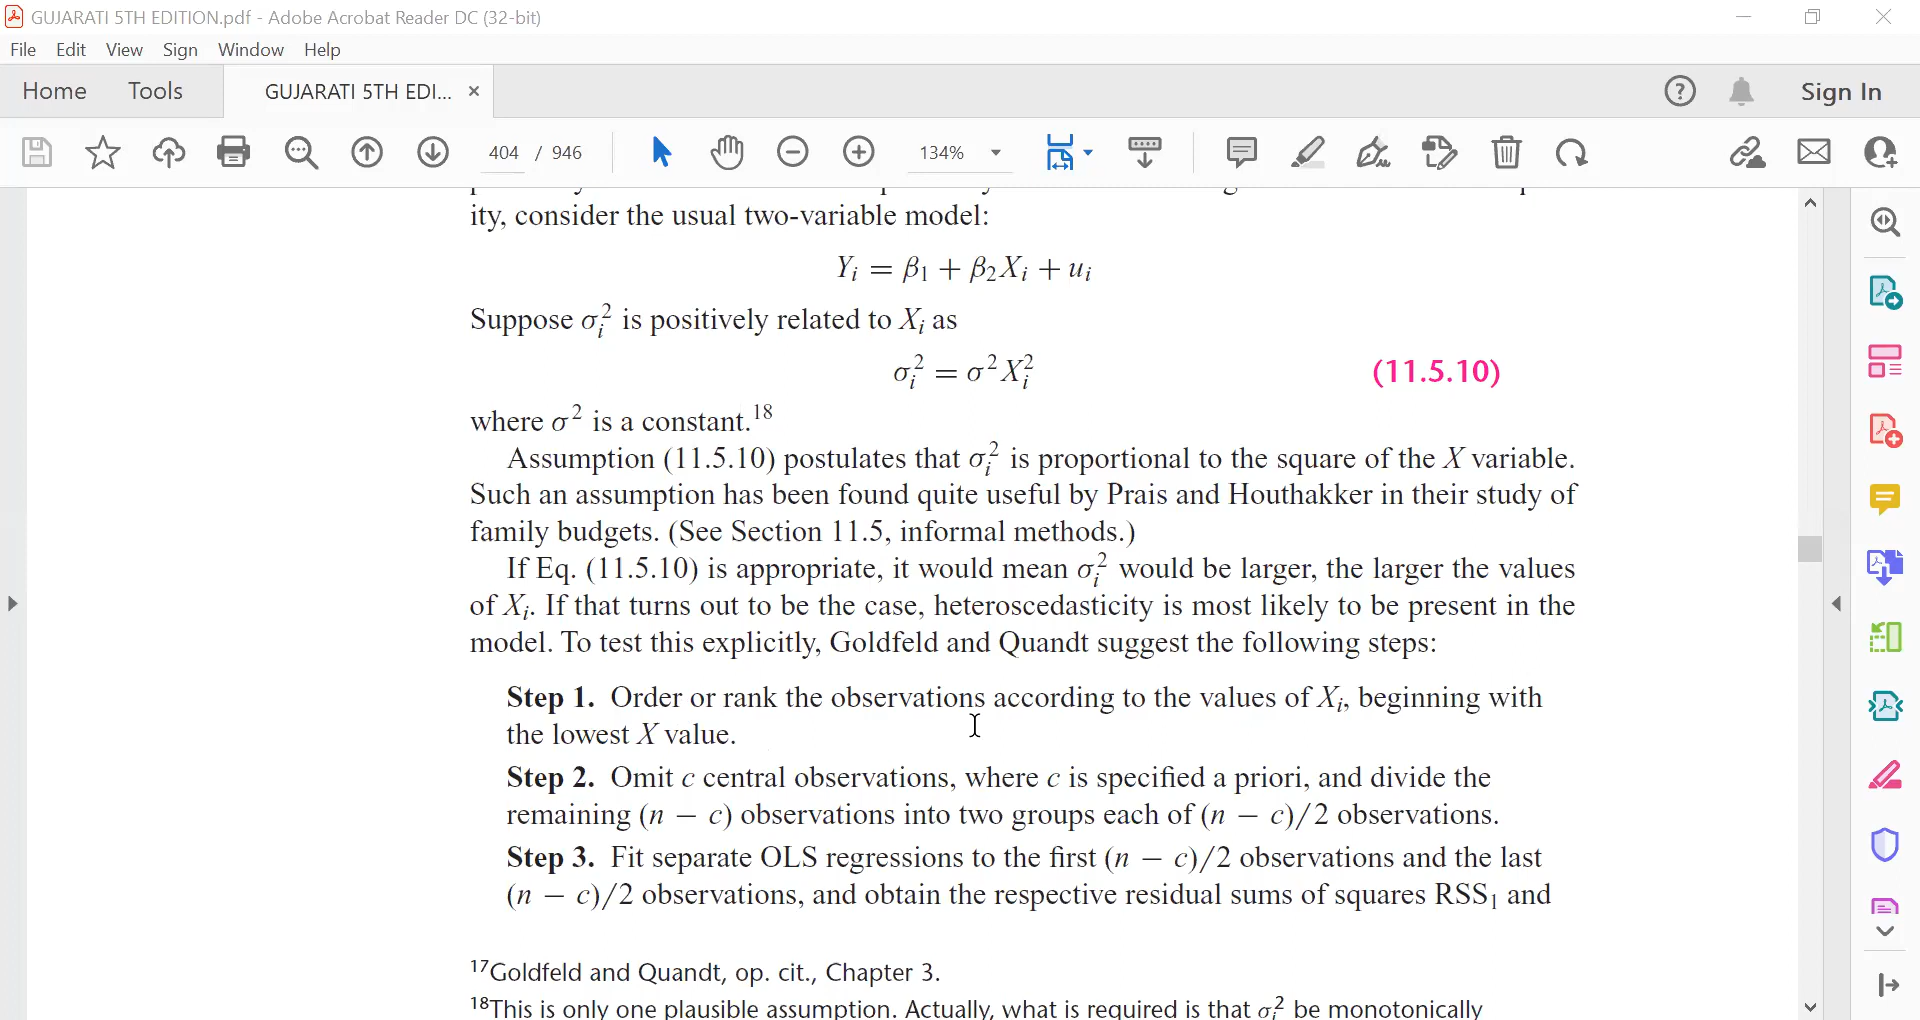 GUJARATI 5TH EDITION.pdf - Adobe Acrobat Reader DC (32-bit)
File Edit View Sign Window Help
Home Tools GUJARATI 5TH EDI... × Sign In
404 / 946 134%
ity, consider the usual two-variable model:
Yᵢ = β₁ + β₂Xᵢ + uᵢ
Suppose σᵢ² is positively related to Xᵢ as
σᵢ² = σ²Xᵢ² (11.5.10)
where σ² is a constant.¹⁸
Assumption (11.5.10) postulates that σᵢ² is proportional to the square of the X variable.
Such an assumption has been found quite useful by Prais and Houthakker in their study of
family budgets. (See Section 11.5, informal methods.)
If Eq. (11.5.10) is appropriate, it would mean σᵢ² would be larger, the larger the values
of Xᵢ. If that turns out to be the case, heteroscedasticity is most likely to be present in the
model. To test this explicitly, Goldfeld and Quandt suggest the following steps:
Step 1. Order or rank the observations according to the values of Xᵢ, beginning with
the lowest X value.
Step 2. Omit c central observations, where c is specified a priori, and divide the
remaining (n − c) observations into two groups each of (n − c)/2 observations.
Step 3. Fit separate OLS regressions to the first (n − c)/2 observations and the last
(n − c)/2 observations, and obtain the respective residual sums of squares RSS₁ and
¹⁷Goldfeld and Quandt, op. cit., Chapter 3.
¹⁸This is only one plausible assumption. Actually, what is required is that σᵢ² be monotonically